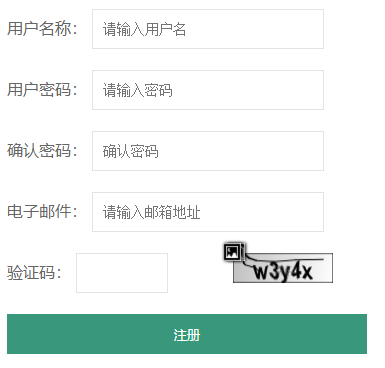 用户名称： 请输入用户名
用户密码： 请输入密码
确认密码： 确认密码
电子邮件： 请输入邮箱地址
验证码： w3y4x
注册